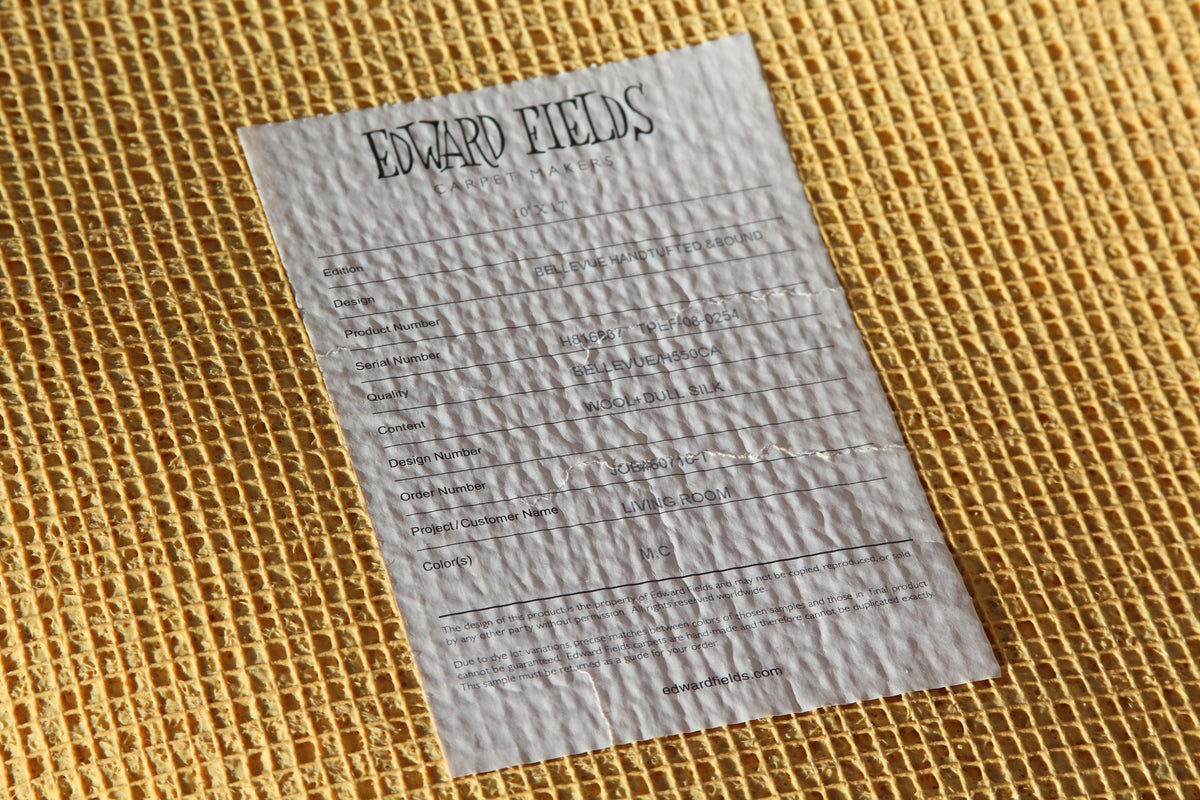 EDWARD FIELDS
CARPET MAKERS
10' X 17'
Edition
Design BELLEVUE HANDTUFTED &BOUND
Product Number
Serial Number 08-0254
Quality BELLEVUE/H550CA
Content WOOL+DULL SILK
Design Number
Order Number JOB#60716-1
Project/Customer Name LIVING ROOM
Color(s) M.C
The design of this product is the property of Edward Fields and may not be copied, reproduced, or sold
by any other party without permission. All rights reserved worldwide.
Due to dye lot variations, precise matches between colors of chosen samples and those in final product
cannot be guaranteed. Edward Fields carpets are hand-made and therefore cannot be duplicated exactly.
This sample must be returned as a guide for your order.
edwardfields.com